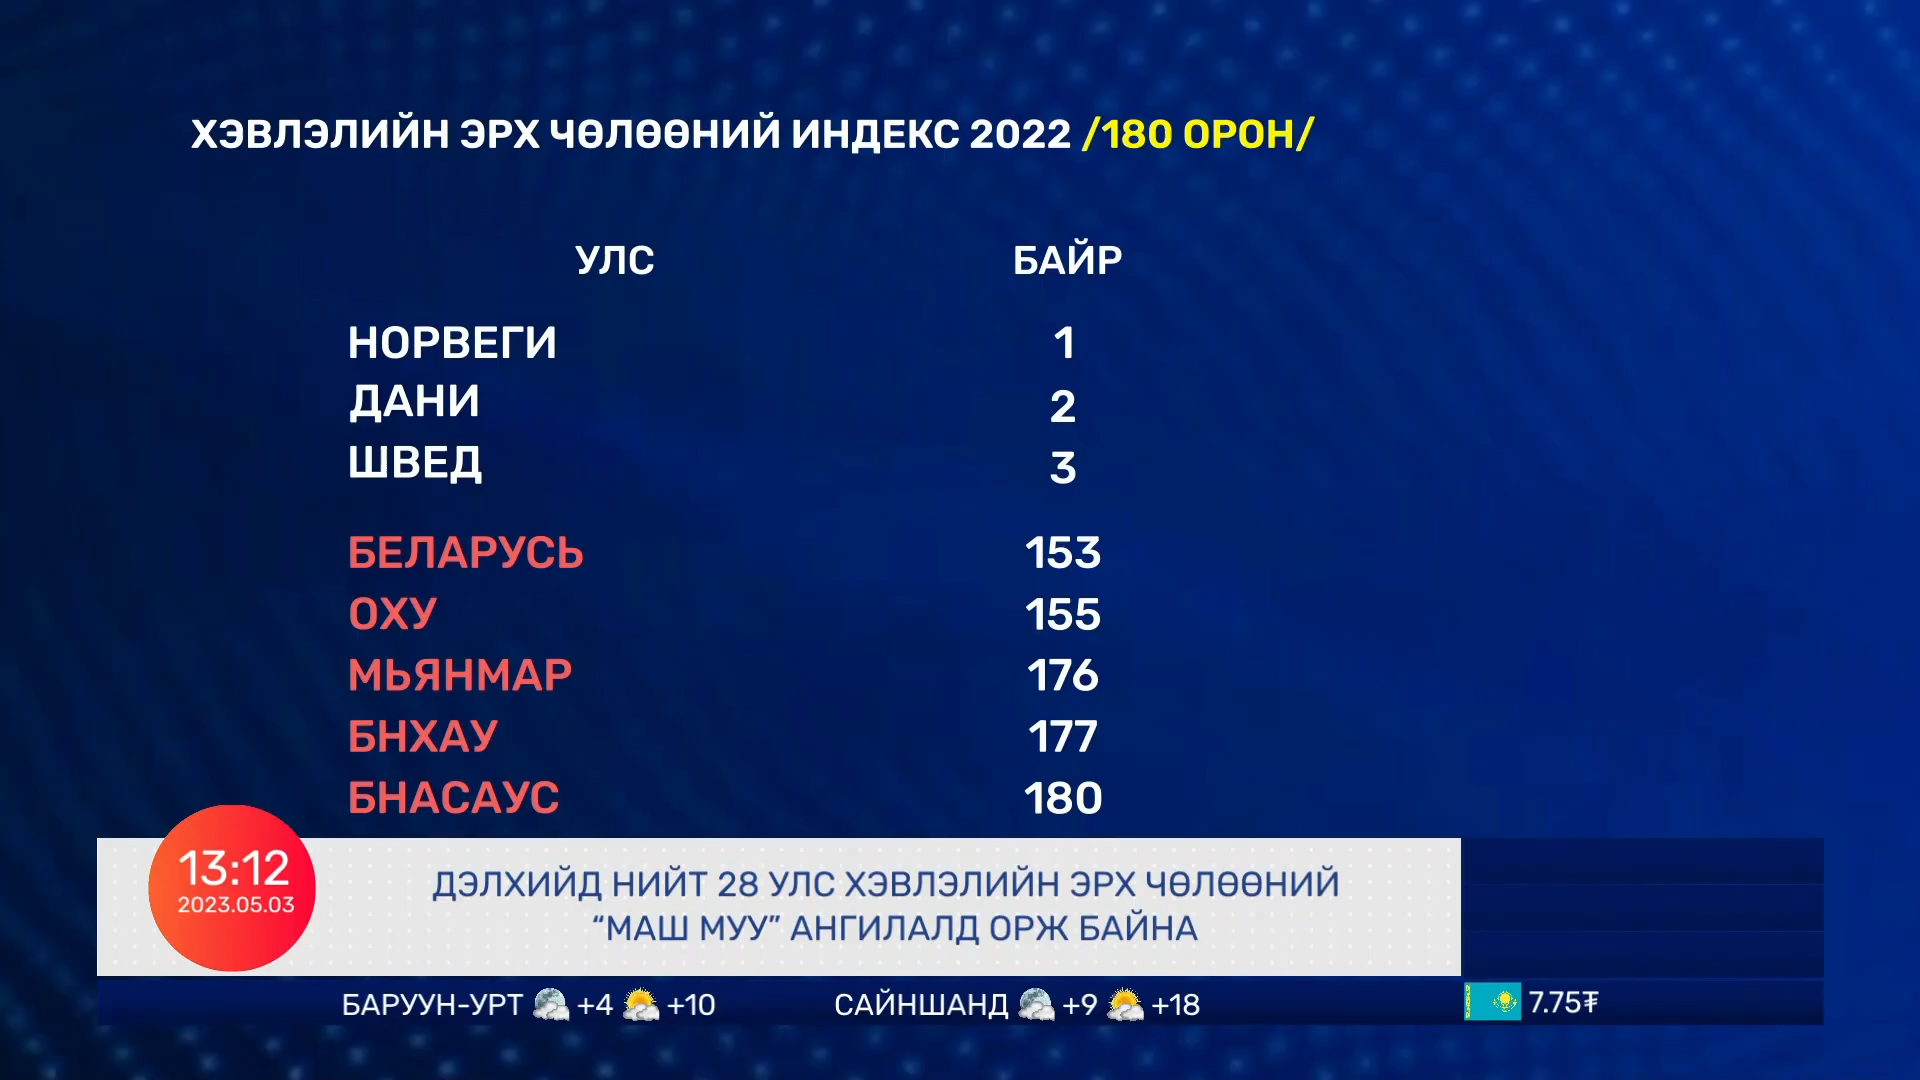 ХЭВЛЭЛИЙН ЭРХ ЧӨЛӨӨНИЙ ИНДЕКС 2022 /180 ОРОН/
УЛС БАЙР
НОРВЕГИ 1
ДАНИ 2
ШВЕД 3
БЕЛАРУСЬ 153
ОХУ 155
МЬЯНМАР 176
БНХАУ 177
БНАСАУС 180
13:12
2023.05.03
ДЭЛХИЙД НИЙТ 28 УЛС ХЭВЛЭЛИЙН ЭРХ ЧӨЛӨӨНИЙ
“МАШ МУУ” АНГИЛАЛД ОРЖ БАЙНА
БАРУУН-УРТ +4 +10 САЙНШАНД +9 +18 7.75₮